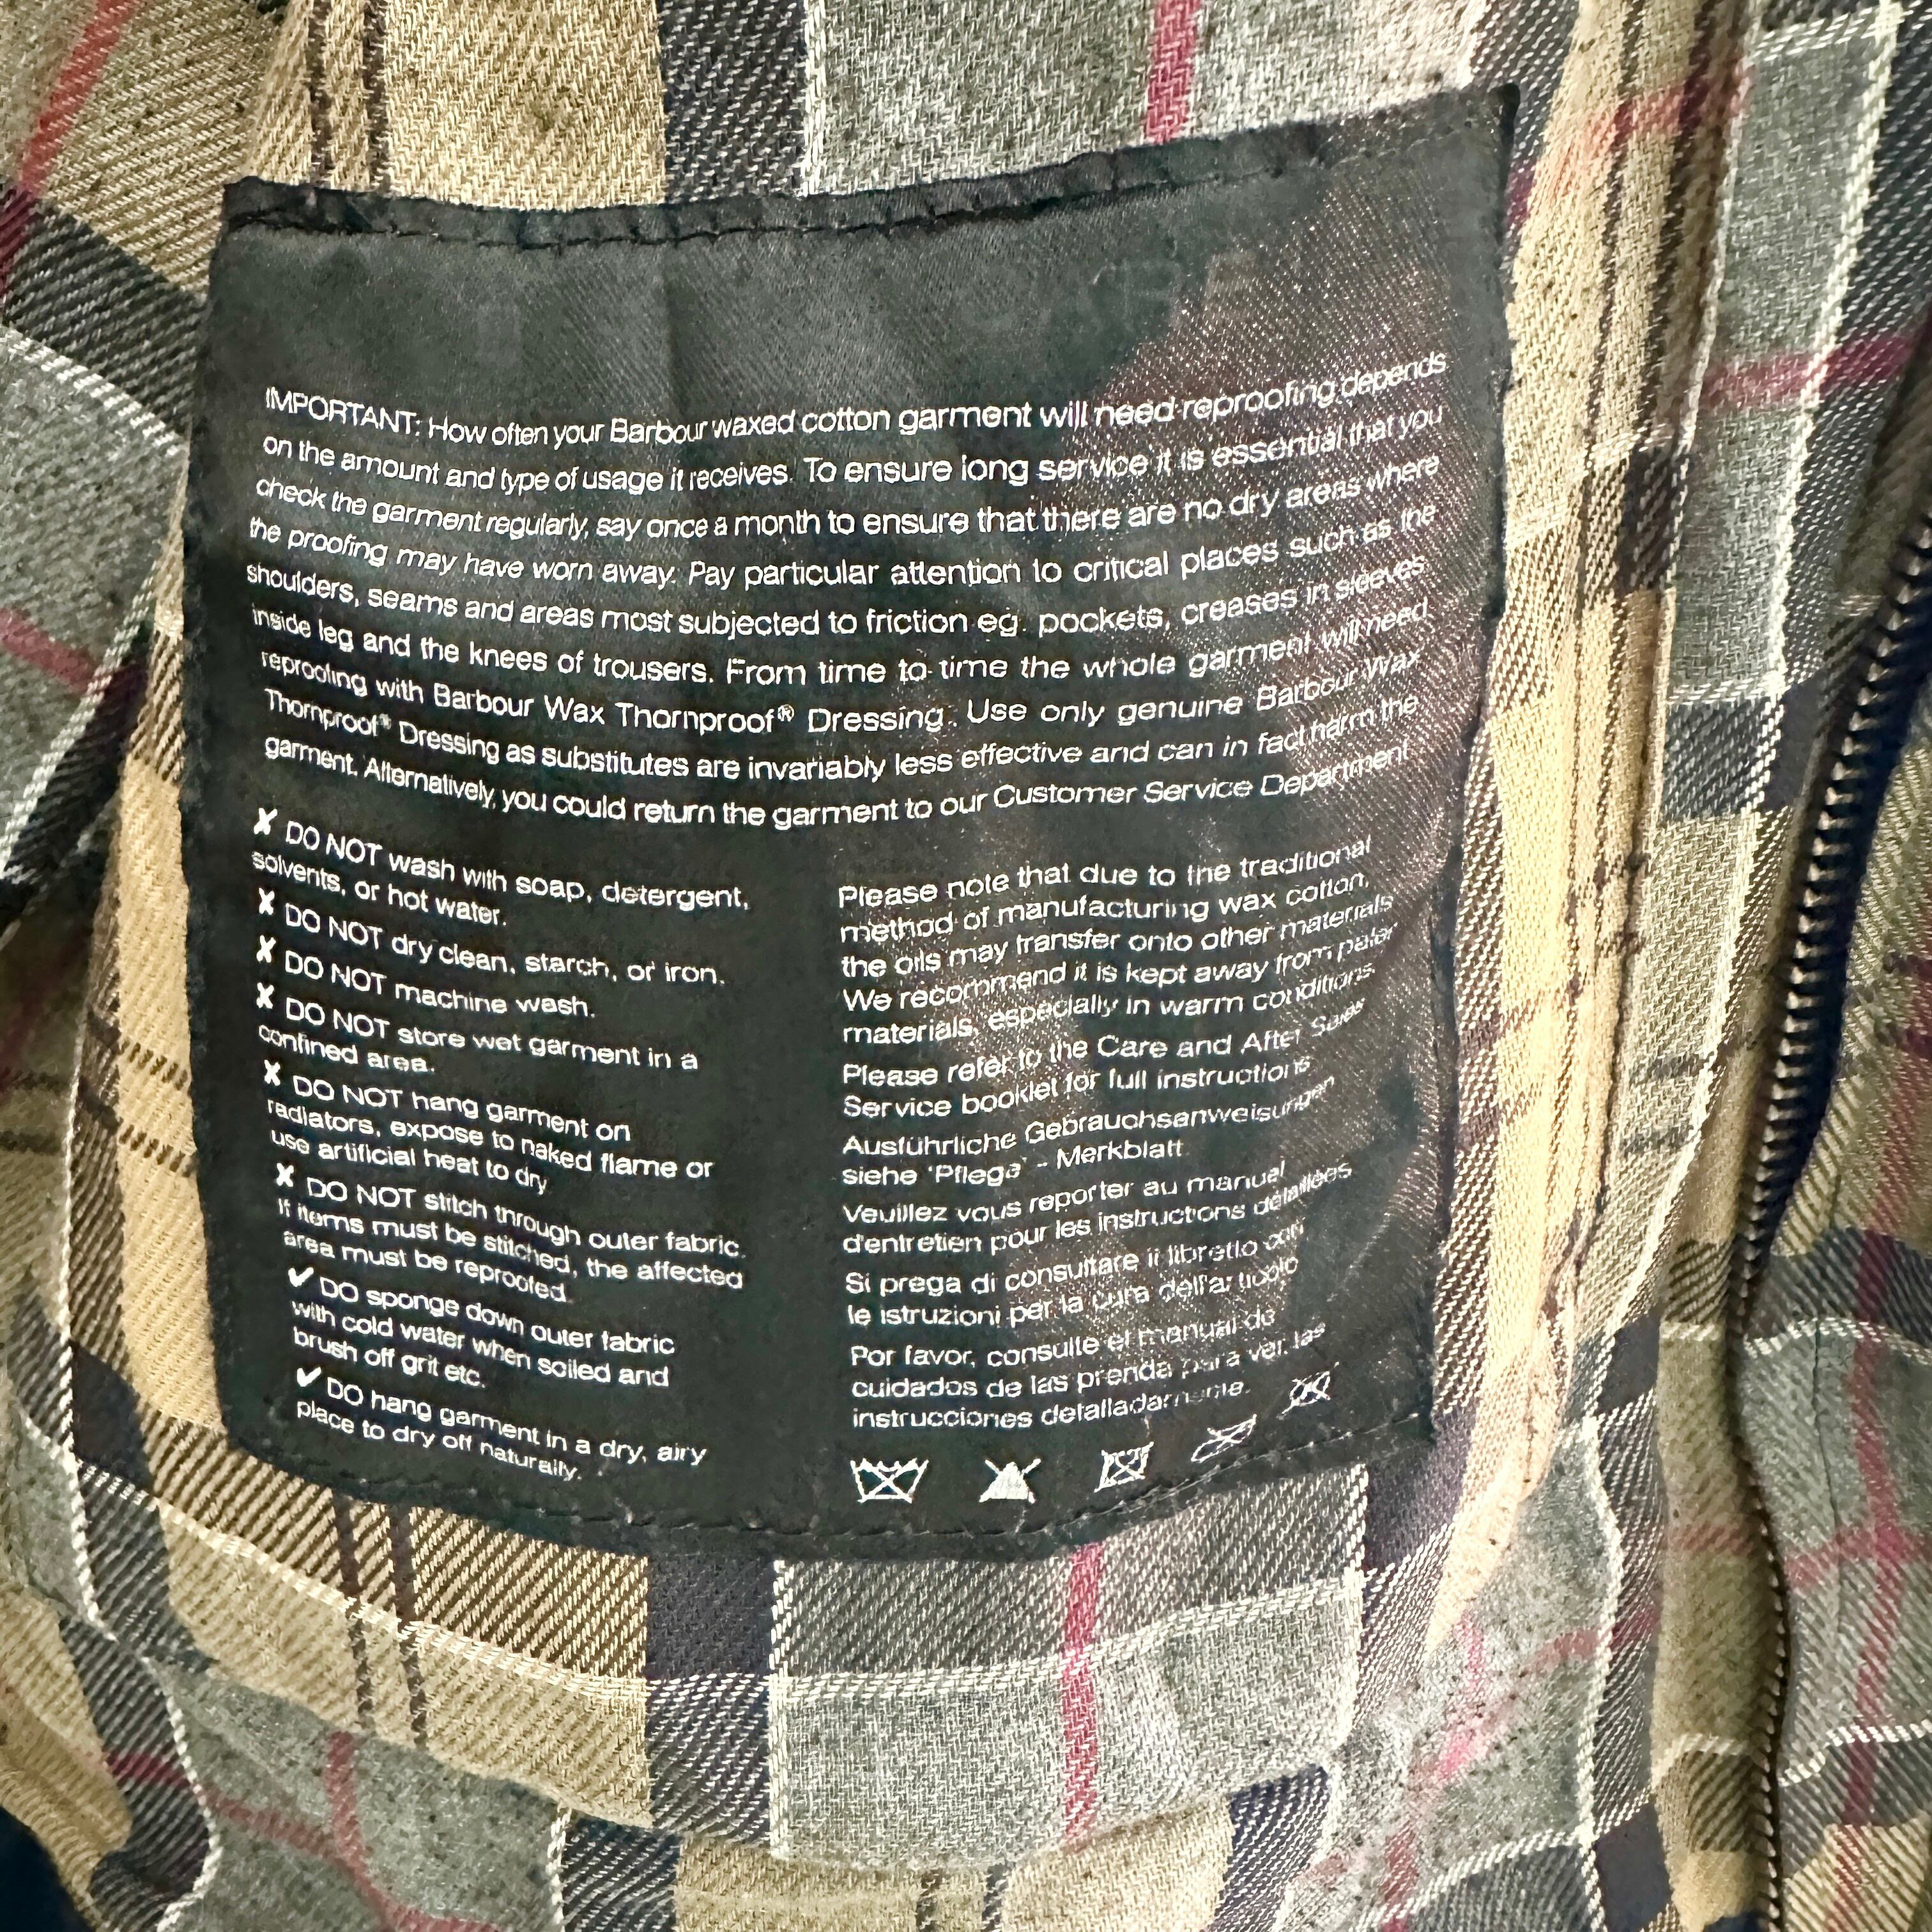 IMPORTANT: How often your Barbour waxed cotton garment will need reproofing depends
on the amount and type of usage it receives. To ensure long service it is essential that you
check the garment regularly, say once a month to ensure that there are no dry areas where
the proofing may have worn away. Pay particular attention to critical places such as the
shoulders, seams and areas most subjected to friction eg. pockets, creases in sleeves
inside leg and the knees of trousers. From time to time the whole garment will need
reproofing with Barbour Wax Thornproof® Dressing. Use only genuine Barbour Wax
Thornproof® Dressing as substitutes are invariably less effective and can in fact harm the
garment. Alternatively, you could return the garment to our Customer Service Department
✘ DO NOT wash with soap, detergent,
solvents, or hot water.
✘ DO NOT dry clean, starch, or iron.
✘ DO NOT machine wash.
✘ DO NOT store wet garment in a
confined area.
✘ DO NOT hang garment on
radiators, expose to naked flame or
use artificial heat to dry
✘ DO NOT stitch through outer fabric.
If items must be stitched, the affected
area must be reproofed.
✔ DO sponge down outer fabric
with cold water when soiled and
brush off grit etc.
✔ DO hang garment in a dry, airy
place to dry off naturally.
Please note that due to the traditional
method of manufacturing wax cotton,
the oils may transfer onto other materials
We recommend it is kept away from paler
materials, especially in warm conditions.
Please refer to the Care and After Sales
Service booklet for full instructions
Ausführliche Gebrauchsanweisungen
siehe 'Pflege' - Merkblatt
Veuillez vous reporter au manual
d'entretien pour les instructions détaillées
Si prega di consultare il libretto con
le istruzioni per la cura dell'articolo
Por favor, consulte el manual de
cuidados de las prenda para ver las
instrucciones detalladamente.